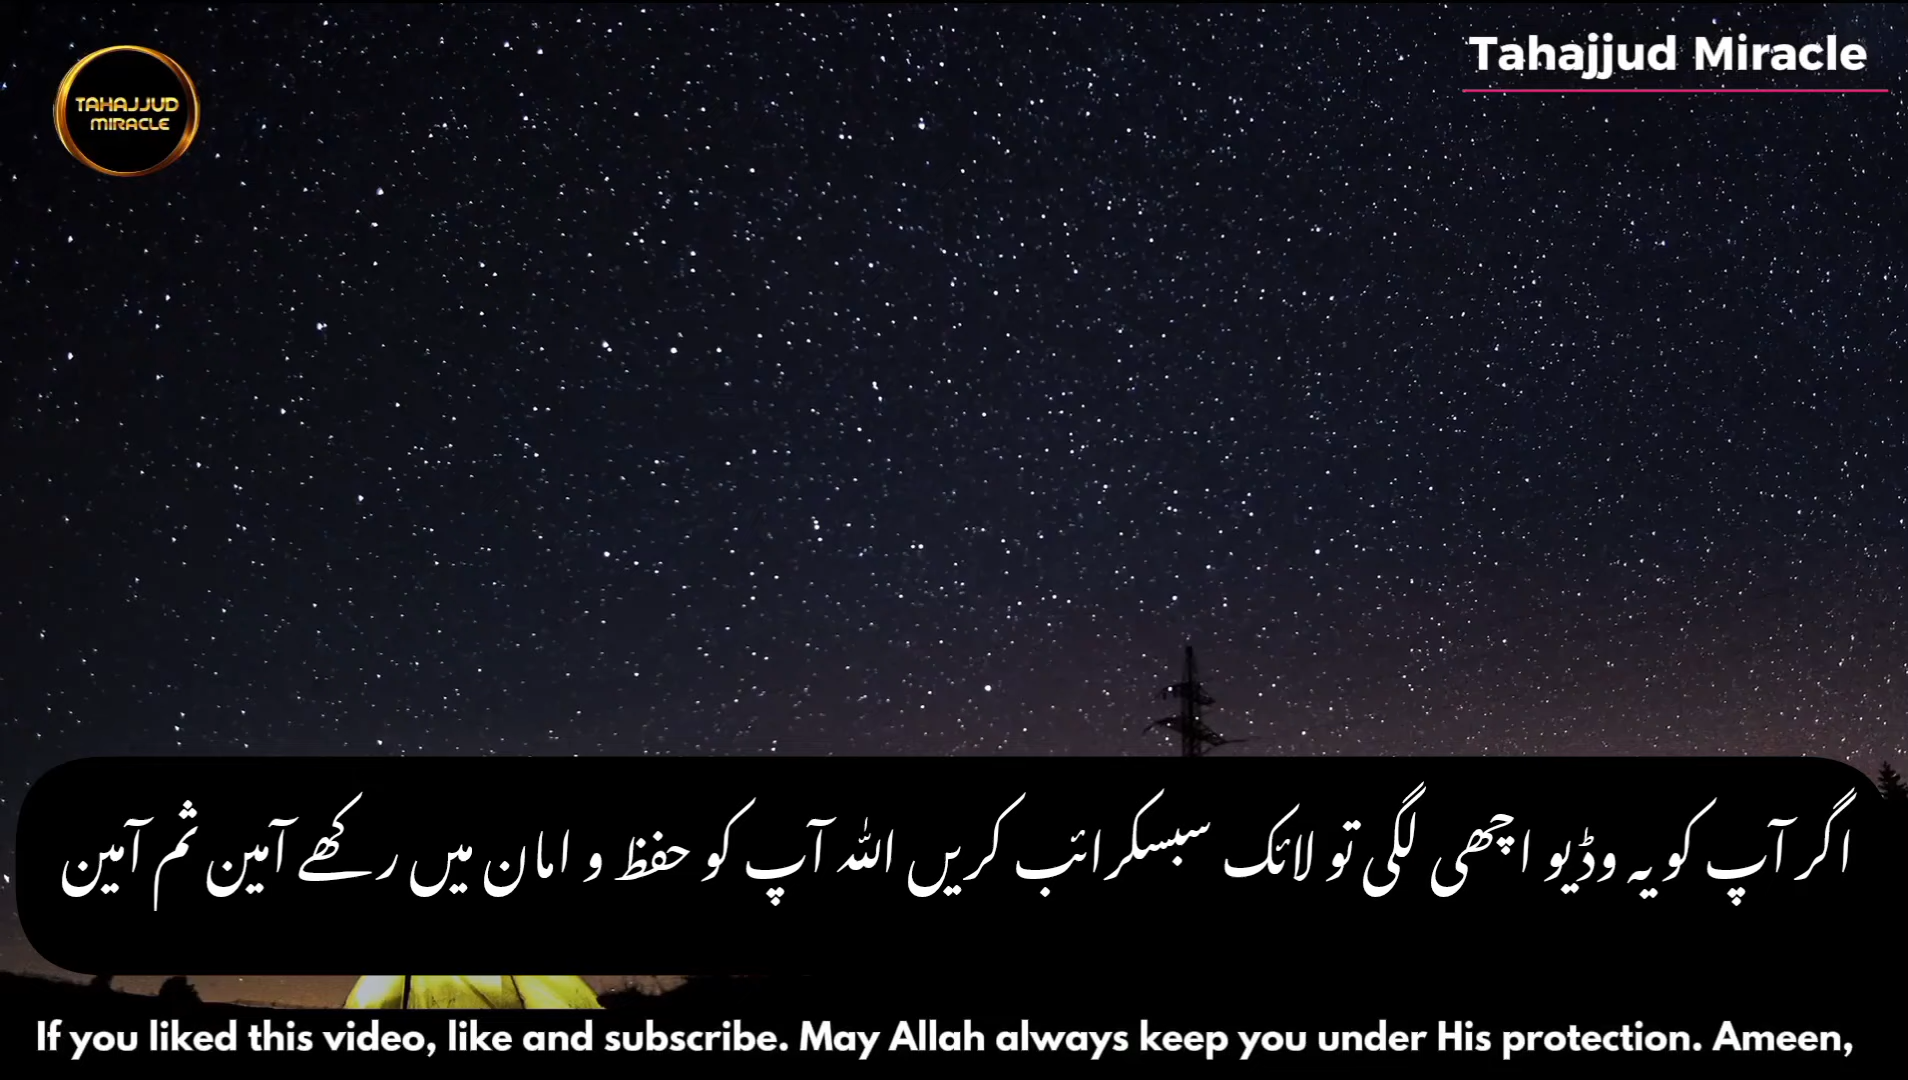 Tahajjud Miracle
TAHAJJUD
MIRACLE
اگر آپ کو یہ وڈیو اچھی لگی تو لائک سبسکرائب کریں اللہ آپ کو حفظ و امان میں رکھے آمین ثم آمین
If you liked this video, like and subscribe. May Allah always keep you under His protection. Ameen,